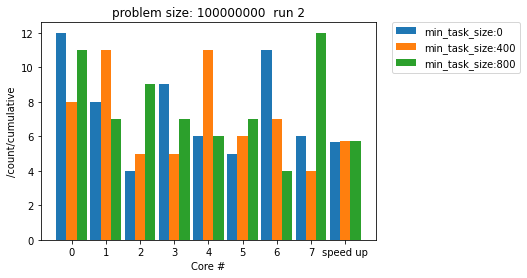 problem size: 100000000  run 2
min_task_size:0
min_task_size:400
min_task_size:800
/count/cumulative
12
10
8
6
4
2
0
0 1 2 3 4 5 6 7 speed up
Core #